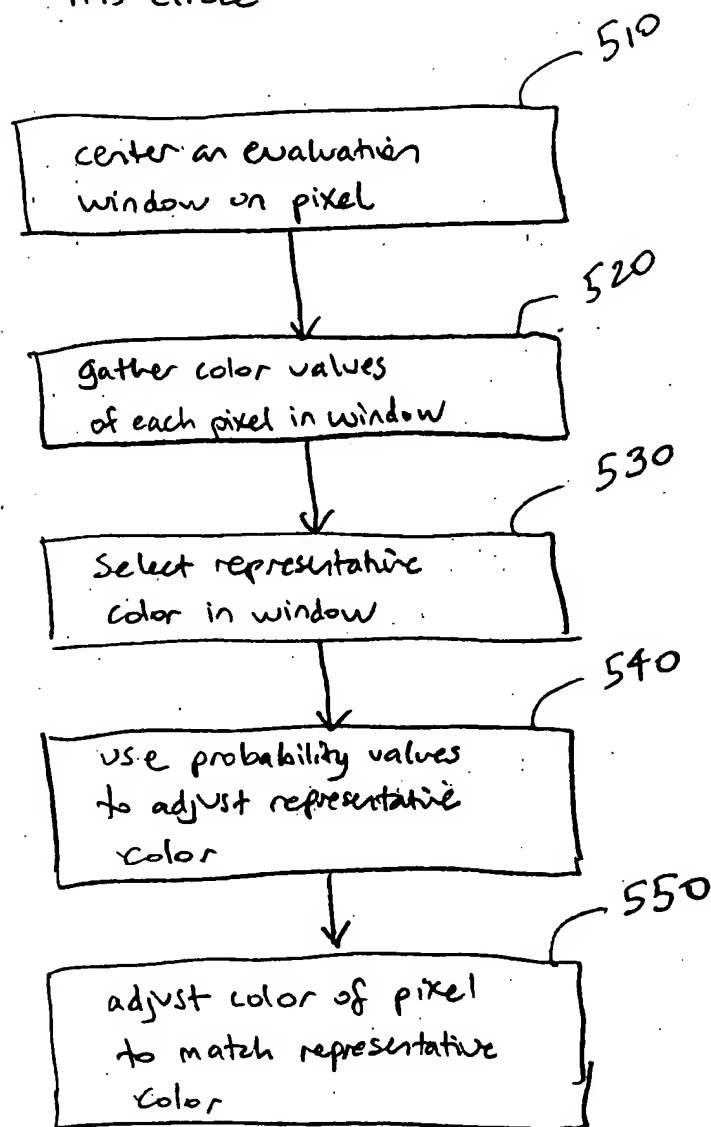 510
center an evaluation
window on pixel
520
gather color values
of each pixel in window
530
Select representative
color in window
540
use probability values
to adjust representative
color
550
adjust color of pixel
to match representative
color